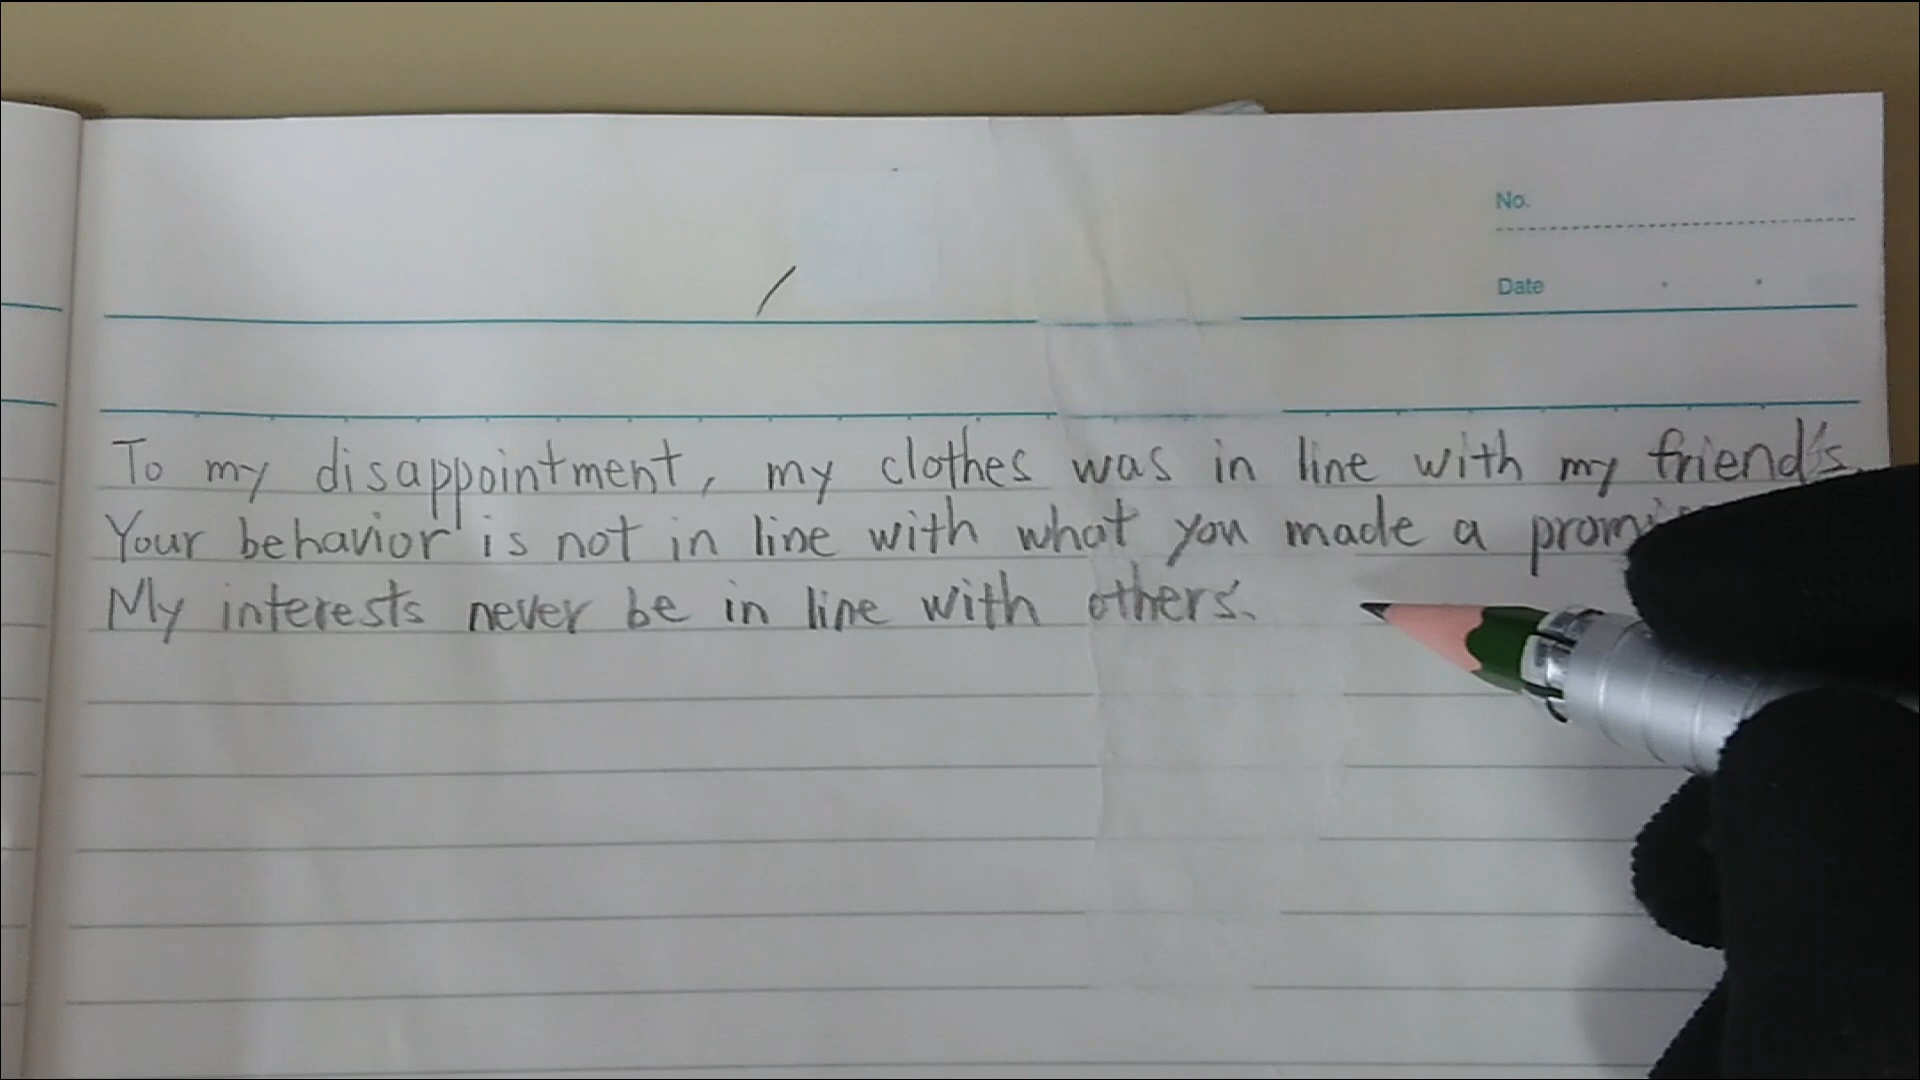 No.
Date
To my disappointment, my clothes was in line with my friend's.
Your behavior is not in line with what you made a
My interests never be in line with others.